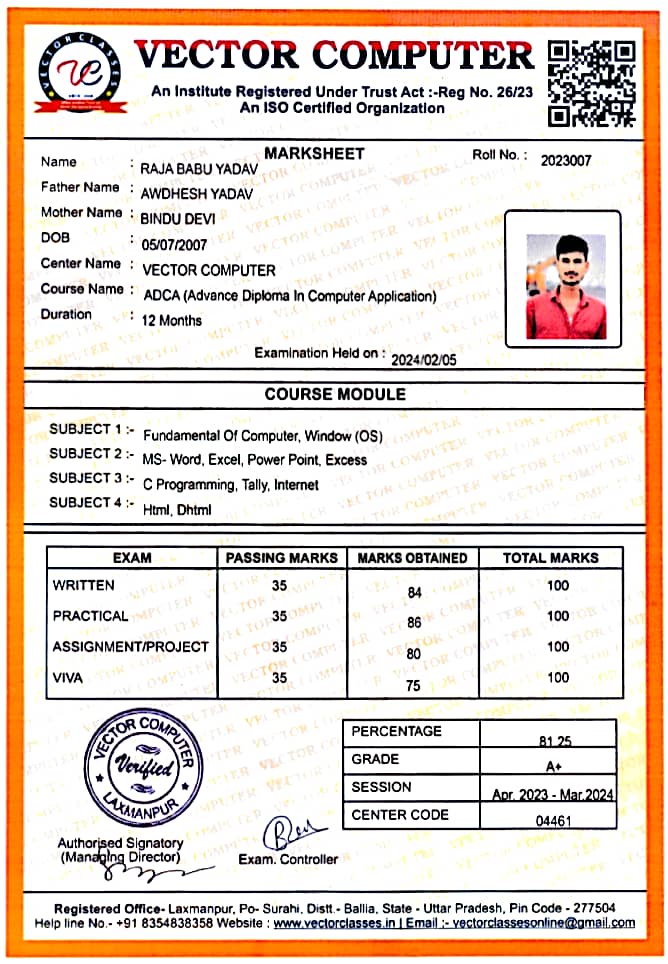 VECTOR CLASSES
VC
VECTOR COMPUTER
An Institute Registered Under Trust Act :-Reg No. 26/23
An ISO Certified Organization
MARKSHEET
Roll No. : 2023007
Name : RAJA BABU YADAV
Father Name : AWDHESH YADAV
Mother Name : BINDU DEVI
DOB : 05/07/2007
Center Name : VECTOR COMPUTER
Course Name : ADCA (Advance Diploma In Computer Application)
Duration : 12 Months
Examination Held on : 2024/02/05
COURSE MODULE
SUBJECT 1 :- Fundamental Of Computer, Window (OS)
SUBJECT 2 :- MS- Word, Excel, Power Point, Excess
SUBJECT 3 :- C Programming, Tally, Internet
SUBJECT 4 :- Html, Dhtml
EXAM PASSING MARKS MARKS OBTAINED TOTAL MARKS
WRITTEN 35 84 100
PRACTICAL 35 86 100
ASSIGNMENT/PROJECT 35 80 100
VIVA 35 75 100
PERCENTAGE 81.25
GRADE A+
SESSION Apr. 2023 - Mar.2024
CENTER CODE 04461
VECTOR COMPUTER
Verified
LAXMANPUR
Authorised Signatory
(Managing Director)
Exam. Controller
Registered Office- Laxmanpur, Po- Surahi, Distt.- Ballia, State - Uttar Pradesh, Pin Code - 277504
Help line No.- +91 8354838358 Website : www.vectorclasses.in | Email :- vectorclassesonline@gmail.com